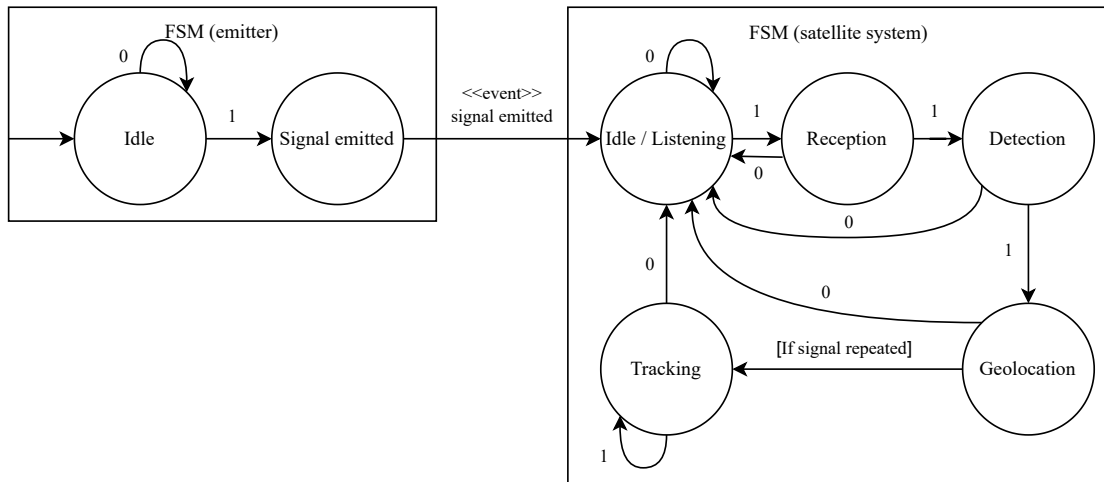 FSM (emitter)
FSM (satellite system)
0
0
<<event>>
signal emitted
1
1
1
Idle
Signal emitted
Idle / Listening
Reception
Detection
0
0
1
0
0
[If signal repeated]
Tracking
Geolocation
1